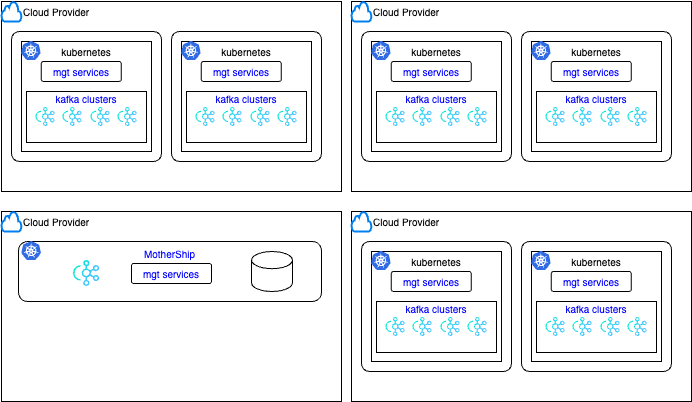 Cloud Provider
kubernetes
mgt services
kafka clusters
kubernetes
mgt services
kafka clusters
Cloud Provider
kubernetes
mgt services
kafka clusters
kubernetes
mgt services
kafka clusters
Cloud Provider
MotherShip
mgt services
Cloud Provider
kubernetes
mgt services
kafka clusters
kubernetes
mgt services
kafka clusters